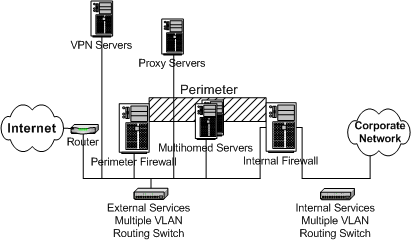 VPN Servers
Proxy Servers
Perimeter
Internet
Router
Perimeter Firewall
Multihomed Servers
Internal Firewall
Corporate
Network
External Services
Multiple VLAN
Routing Switch
Internal Services
Multiple VLAN
Routing Switch